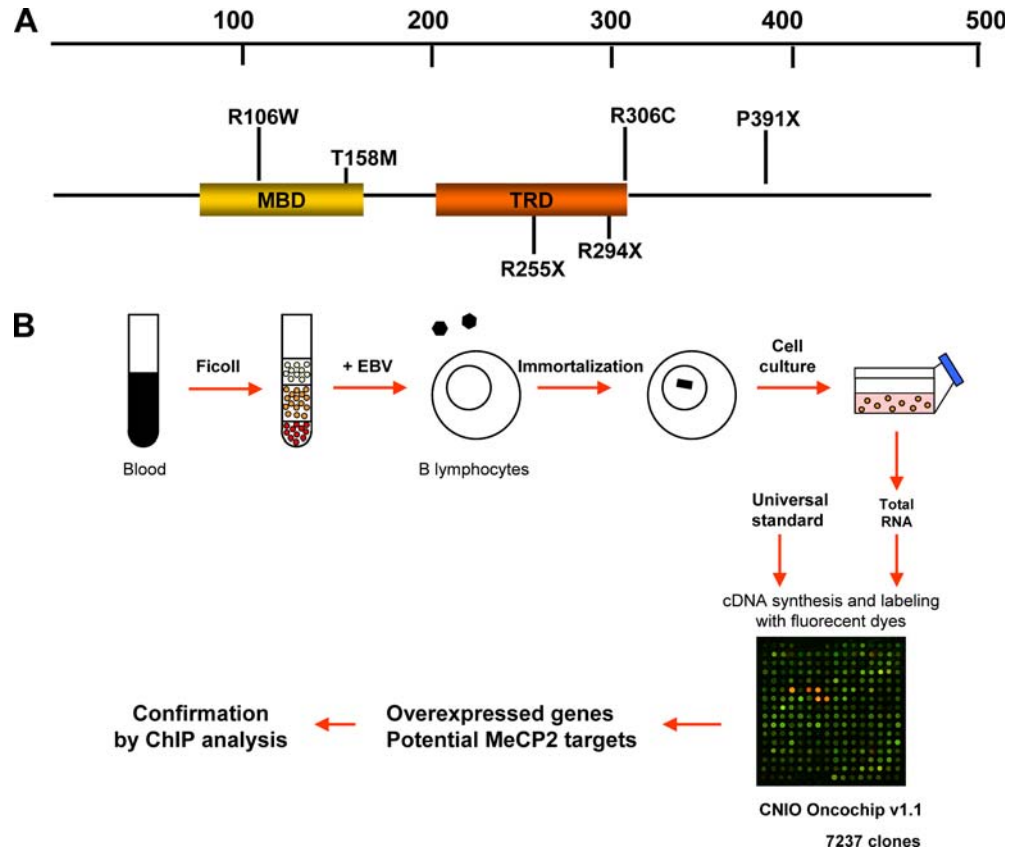 A
100 200 300 400 500
R106W
T158M
R306C
P391X
MBD
TRD
R255X
R294X
B
Ficoll
+ EBV
Immortalization
Cell
culture
Blood
B lymphocytes
Universal
standard
Total
RNA
cDNA synthesis and labeling
with fluorecent dyes
Confirmation
by ChIP analysis
Overexpressed genes
Potential MeCP2 targets
CNIO Oncochip v1.1
7237 clones